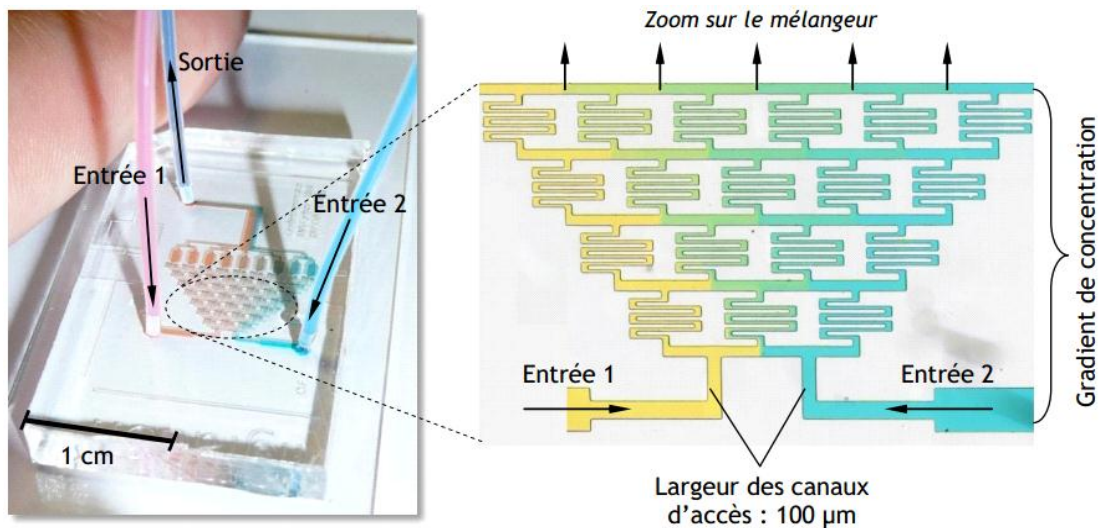 Zoom sur le mélangeur
Sortie
Entrée 1
Entrée 2
1 cm
Entrée 1
Entrée 2
Gradient de concentration
Largeur des canaux
d’accès : 100 µm